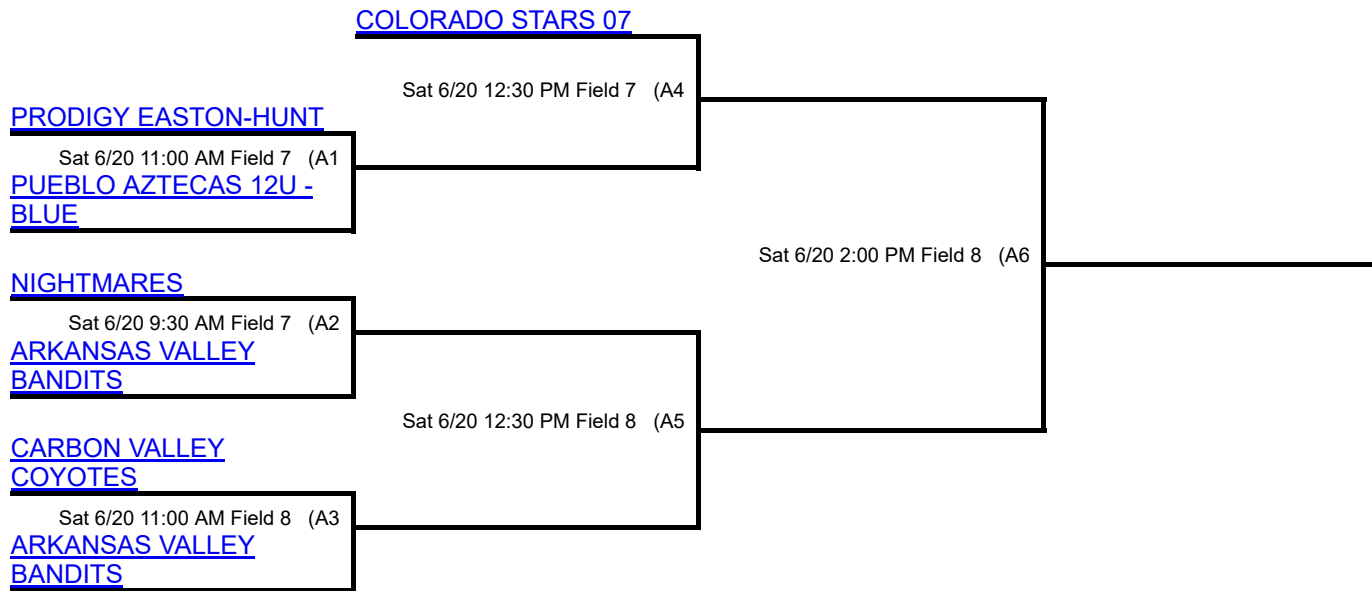 COLORADO STARS 07
Sat 6/20 12:30 PM Field 7 (A4
PRODIGY EASTON-HUNT
Sat 6/20 11:00 AM Field 7 (A1
PUEBLO AZTECAS 12U -
BLUE
Sat 6/20 2:00 PM Field 8 (A6
NIGHTMARES
Sat 6/20 9:30 AM Field 7 (A2
ARKANSAS VALLEY
BANDITS
Sat 6/20 12:30 PM Field 8 (A5
CARBON VALLEY
COYOTES
Sat 6/20 11:00 AM Field 8 (A3
ARKANSAS VALLEY
BANDITS